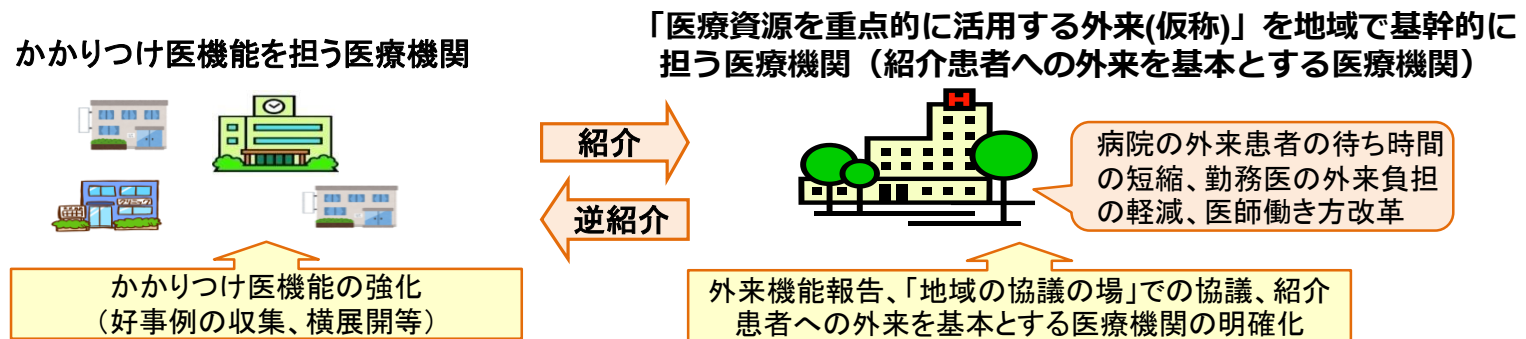 かかりつけ医機能を担う医療機関
「医療資源を重点的に活用する外来(仮称)」を地域で基幹的に
担う医療機関（紹介患者への外来を基本とする医療機関）
紹介
逆紹介
H
病院の外来患者の待ち時間
の短縮、勤務医の外来負担
の軽減、医師働き方改革
かかりつけ医機能の強化
（好事例の収集、横展開等）
外来機能報告、「地域の協議の場」での協議、紹介
患者への外来を基本とする医療機関の明確化